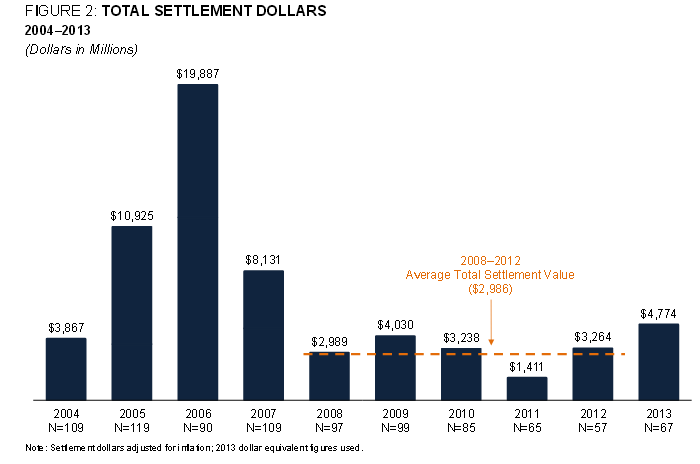 FIGURE 2: TOTAL SETTLEMENT DOLLARS
2004–2013
(Dollars in Millions)
$19,887
$10,925
$8,131
2008–2012
Average Total Settlement Value
($2,986)
$4,774
$3,867
$4,030
$2,989
$3,238
$3,264
$1,411
2004 2005 2006 2007 2008 2009 2010 2011 2012 2013
N=109 N=119 N=90 N=109 N=97 N=99 N=85 N=65 N=57 N=67
Note: Settlement dollars adjusted for inflation; 2013 dollar equivalent figures used.